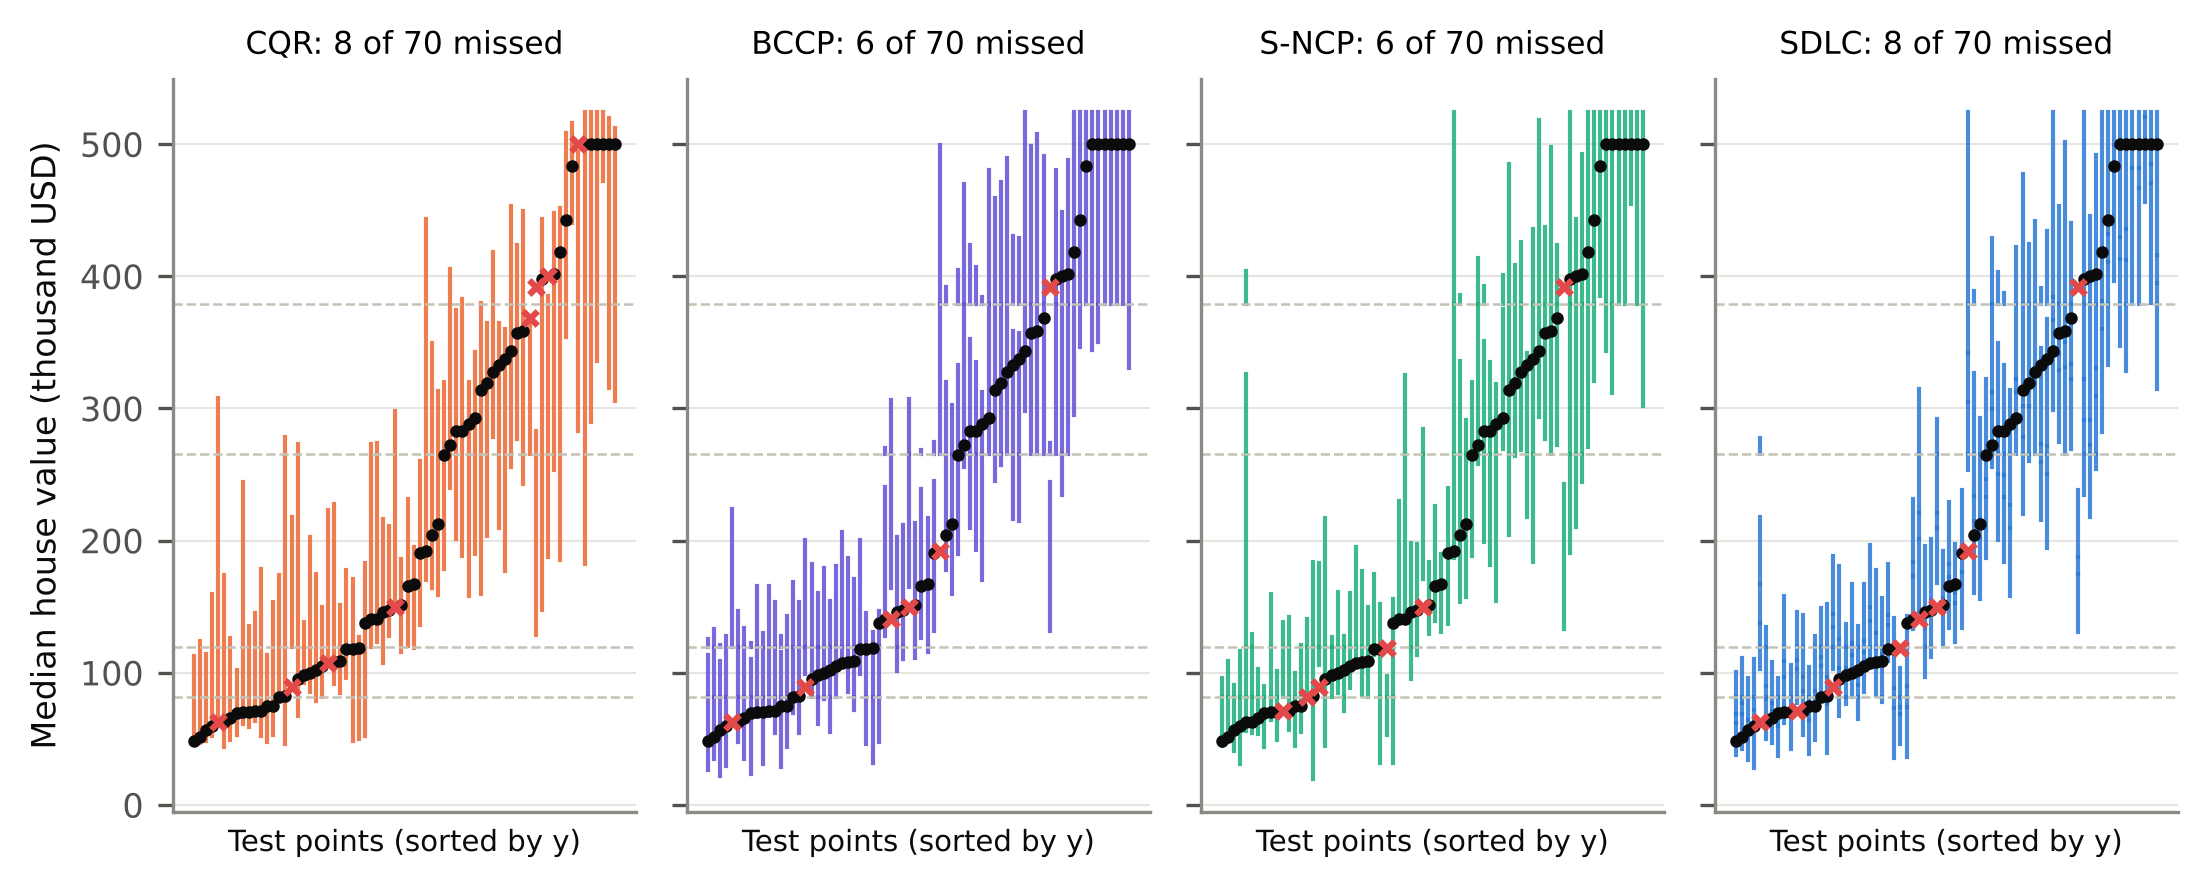 CQR: 8 of 70 missed
BCCP: 6 of 70 missed
S-NCP: 6 of 70 missed
SDLC: 8 of 70 missed
Median house value (thousand USD)
500
400
300
200
100
0
Test points (sorted by y)
Test points (sorted by y)
Test points (sorted by y)
Test points (sorted by y)